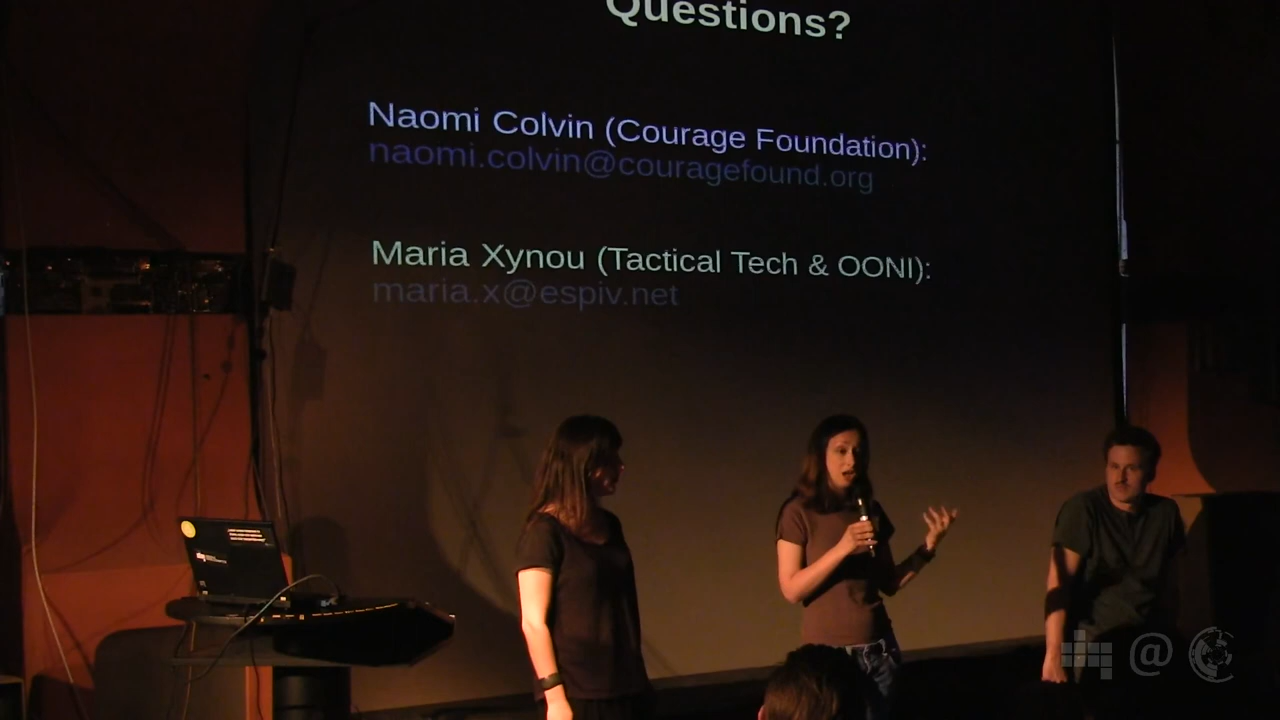 Questions?
Naomi Colvin (Courage Foundation):
naomi.colvin@couragefound.org
Maria Xynou (Tactical Tech & OONI):
maria.x@espiv.net
@